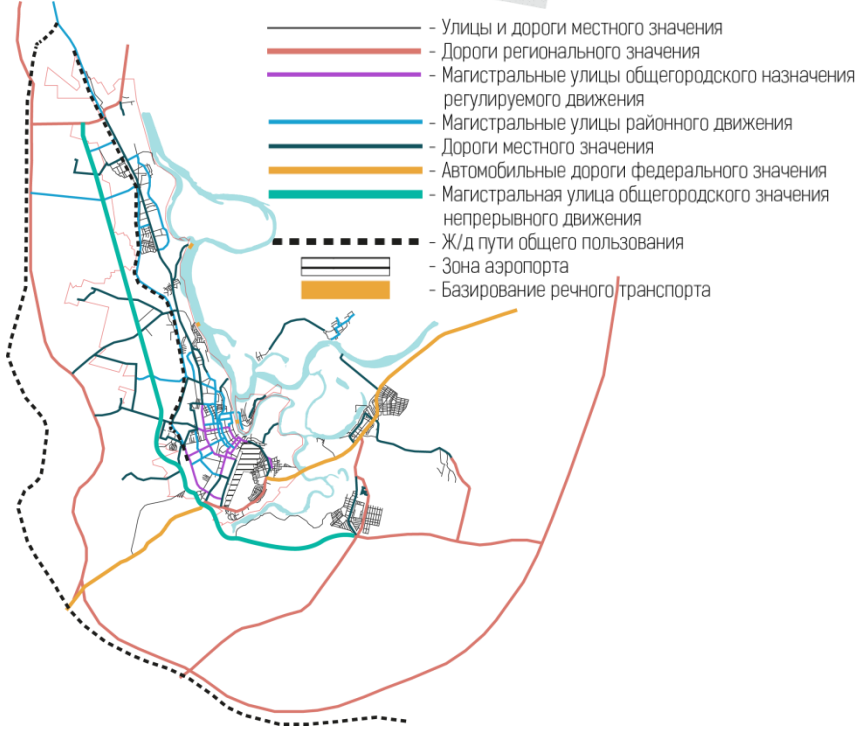 - Улицы и дороги местного значения
- Дороги регионального значения
- Магистральные улицы общегородского назначения
регулируемого движения
- Магистральные улицы районного движения
- Дороги местного значения
- Автомобильные дороги федерального значения
- Магистральная улица общегородского значения
непрерывного движения
- Ж/д пути общего пользования
- Зона аэропорта
- Базирование речного транспорта